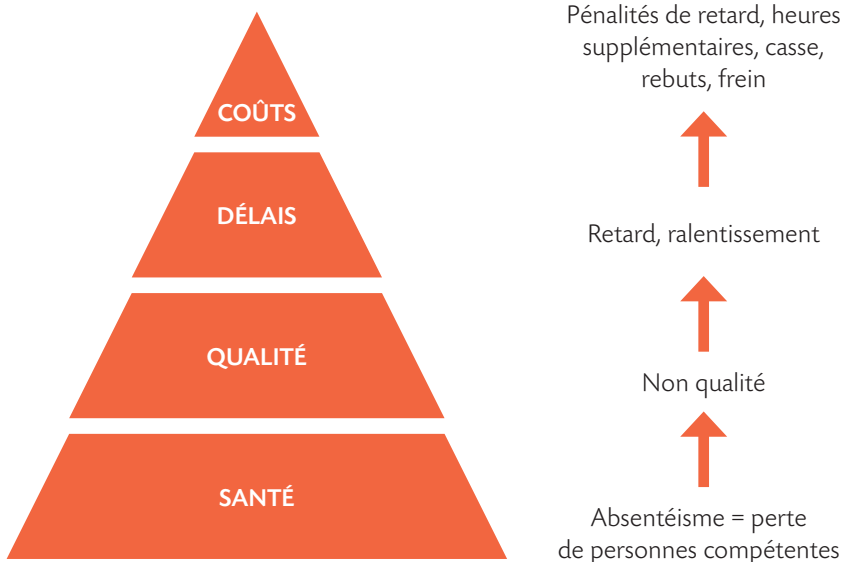 Pénalités de retard, heures
supplémentaires, casse,
rebuts, frein
COÛTS
DÉLAIS
Retard, ralentissement
QUALITÉ
Non qualité
SANTÉ
Absentéisme = perte
de personnes compétentes